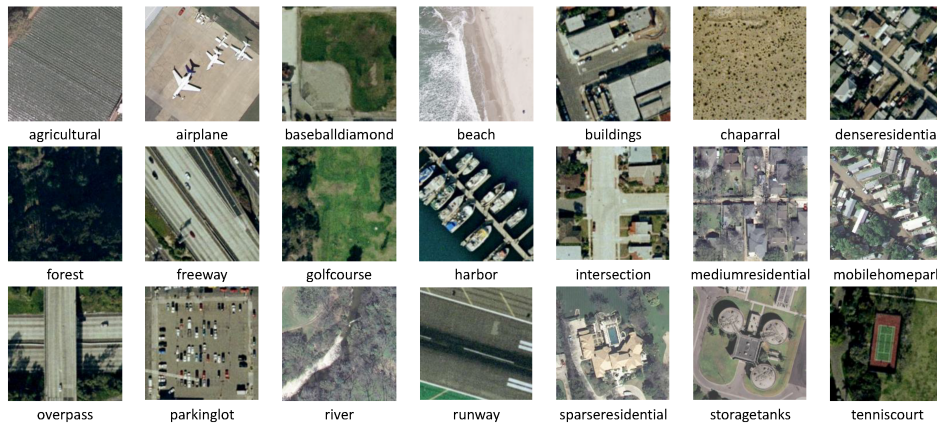 agricultural airplane baseballdiamond beach buildings chaparral denseresidential
forest freeway golfcourse harbor intersection mediumresidential mobilehomepark
overpass parkinglot river runway sparseresidential storagetanks tenniscourt